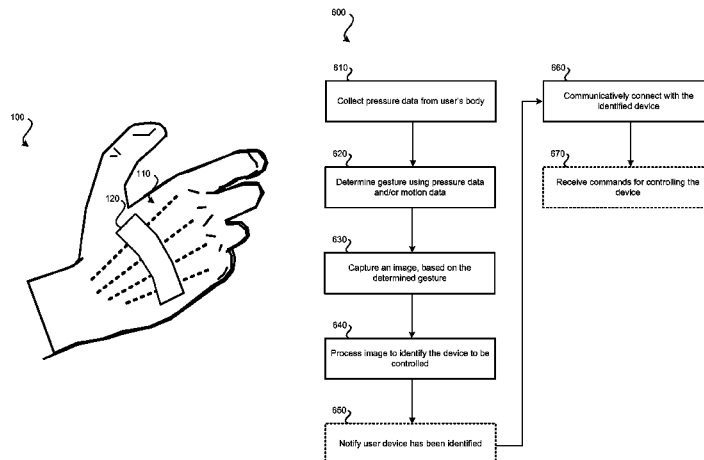 100
110
120
600
610
Collect pressure data from user's body
620
Determine gesture using pressure data
and/or motion data
630
Capture an image, based on the
determined gesture
640
Process image to identify the device to be
controlled
650
Notify user device has been identified
660
Communicatively connect with the
identified device
670
Receive commands for controlling the
device